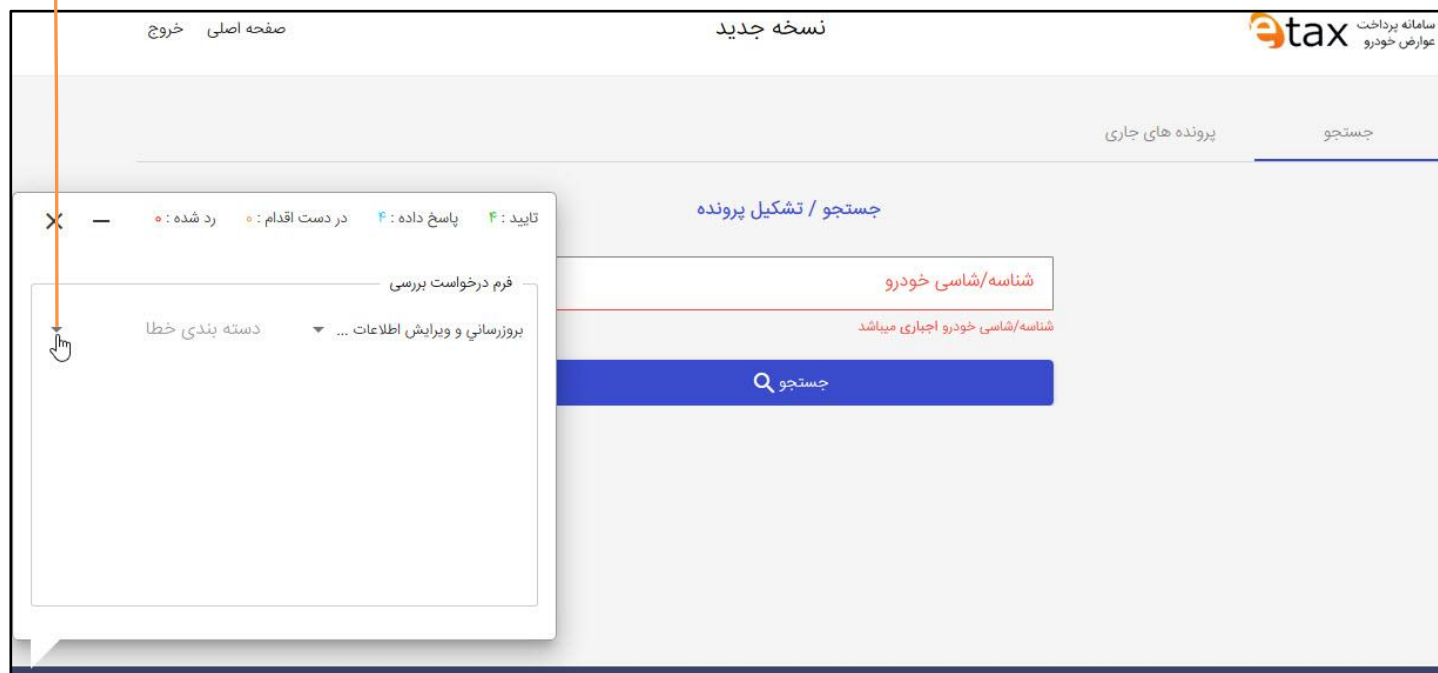 سامانه پرداخت
عوارض خودرو
etax
نسخه جدید
صفحه اصلی
خروج
جستجو
پرونده های جاری
جستجو / تشکیل پرونده
شناسه/شاسی خودرو
شناسه/شاسی خودرو اجباری میباشد
جستجو
تایید : ۴ پاسخ داده : ۴ در دست اقدام : ۰ رد شده : ۰
فرم درخواست بررسی
بروزرساني و ویرایش اطلاعات ...
دسته بندی خطا